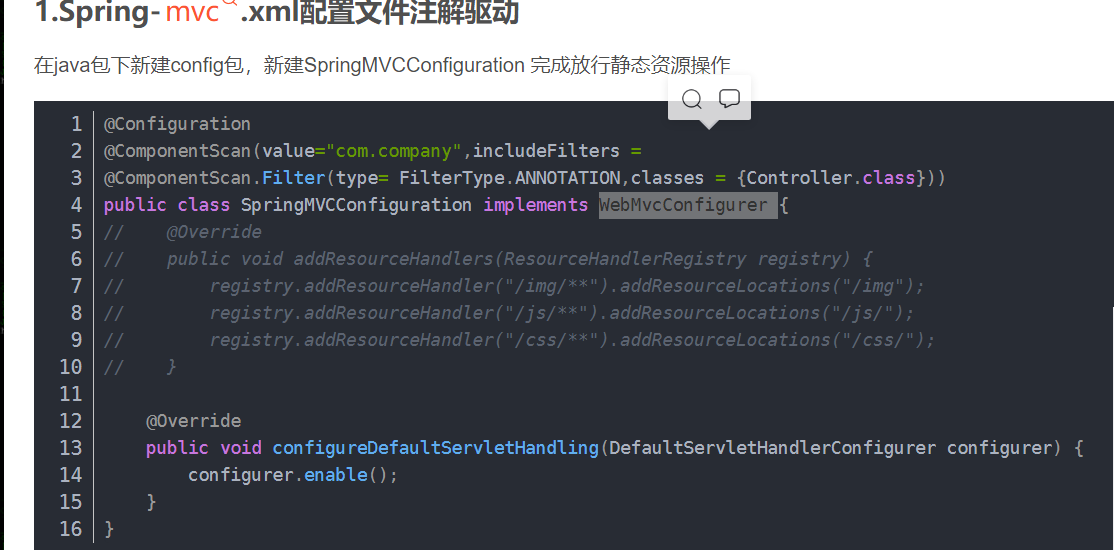 1.Spring-mvc.xml配置文件注解驱动
在java包下新建config包，新建SpringMVCConfiguration 完成放行静态资源操作
1 @Configuration
2 @ComponentScan(value="com.company",includeFilters =
3 @ComponentScan.Filter(type= FilterType.ANNOTATION,classes = {Controller.class}))
4 public class SpringMVCConfiguration implements WebMvcConfigurer {
5 //    @Override
6 //    public void addResourceHandlers(ResourceHandlerRegistry registry) {
7 //        registry.addResourceHandler("/img/**").addResourceLocations("/img");
8 //        registry.addResourceHandler("/js/**").addResourceLocations("/js/");
9 //        registry.addResourceHandler("/css/**").addResourceLocations("/css/");
10 //    }
11
12     @Override
13     public void configureDefaultServletHandling(DefaultServletHandlerConfigurer configurer) {
14         configurer.enable();
15     }
16 }